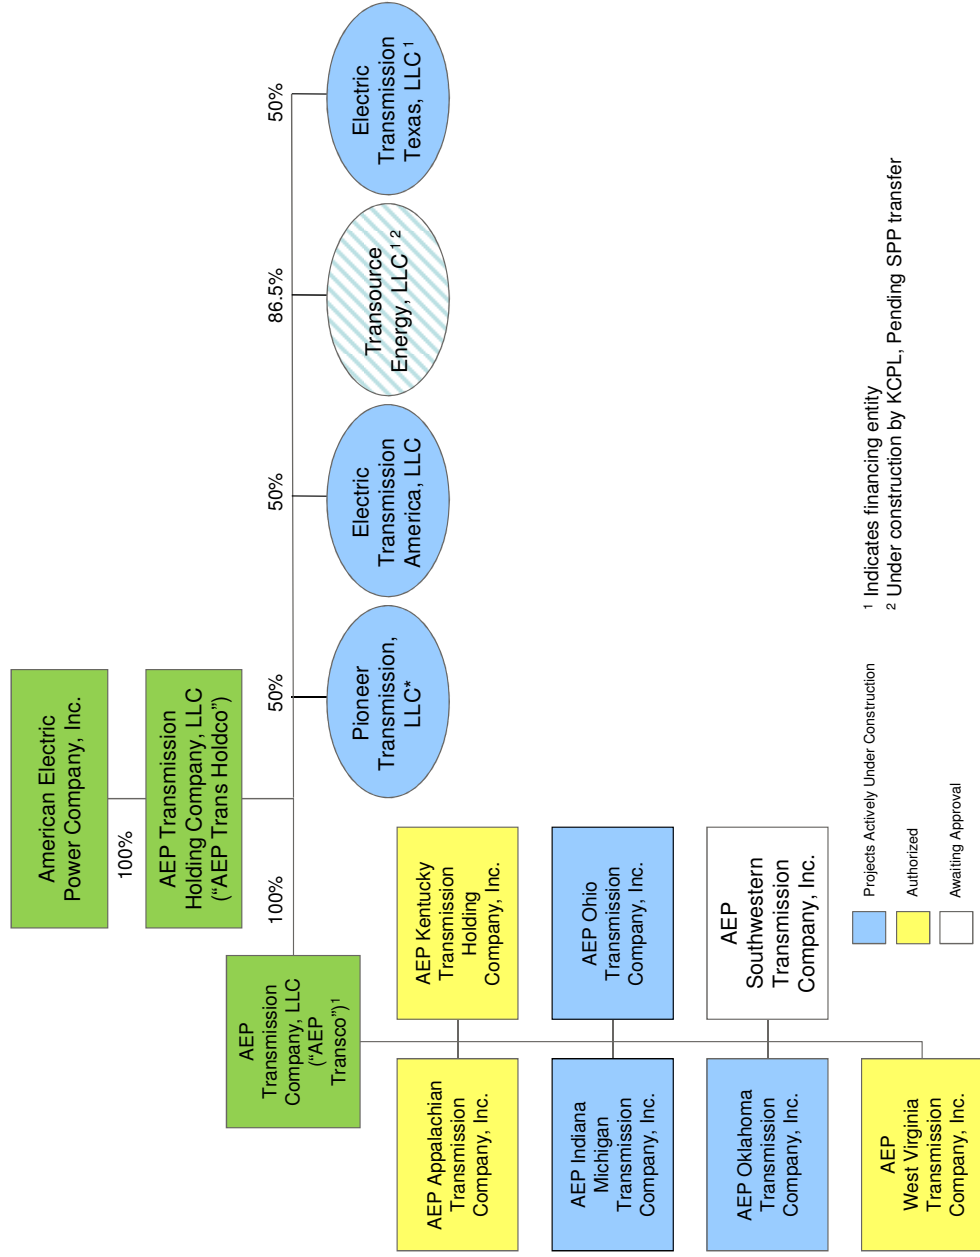 American Electric
Power Company, Inc.
100%
AEP Transmission
Holding Company, LLC
(“AEP Trans Holdco”)
100%
50%
50%
86.5%
50%
AEP
Transmission
Company, LLC
(“AEP
Transco”)¹
Pioneer
Transmission,
LLC*
Electric
Transmission
America, LLC
Transource
Energy, LLC¹ ²
Electric
Transmission
Texas, LLC¹
AEP Appalachian
Transmission
Company, Inc.
AEP Kentucky
Transmission
Holding
Company, Inc.
AEP Indiana
Michigan
Transmission
Company, Inc.
AEP Ohio
Transmission
Company, Inc.
AEP Oklahoma
Transmission
Company, Inc.
AEP
Southwestern
Transmission
Company, Inc.
AEP
West Virginia
Transmission
Company, Inc.
Projects Actively Under Construction
Authorized
Awaiting Approval
¹ Indicates financing entity
² Under construction by KCPL, Pending SPP transfer